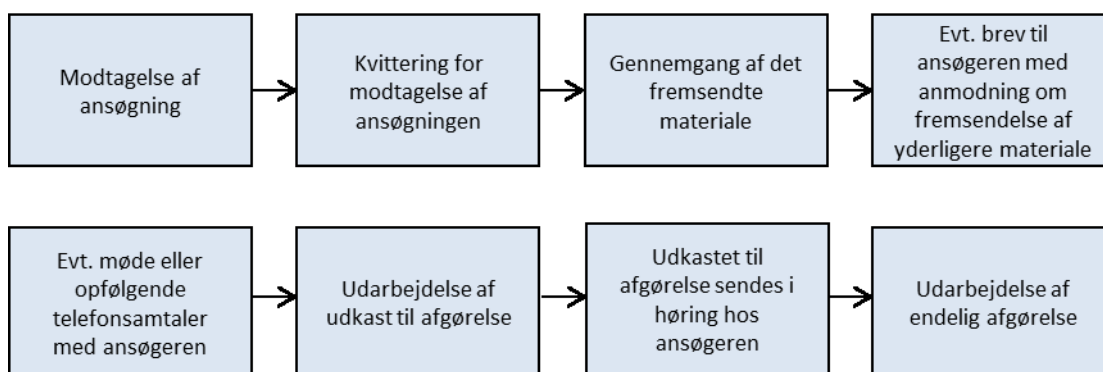 Modtagelse af
ansøgning
Kvittering for
modtagelse af
ansøgningen
Gennemgang af det
fremsendte
materiale
Evt. brev til
ansøgeren med
anmodning om
fremsendelse af
yderligere materiale
Evt. møde eller
opfølgende
telefonsamtaler
med ansøgeren
Udarbejdelse af
udkast til afgørelse
Udkastet til
afgørelse sendes i
høring hos
ansøgeren
Udarbejdelse af
endelig afgørelse